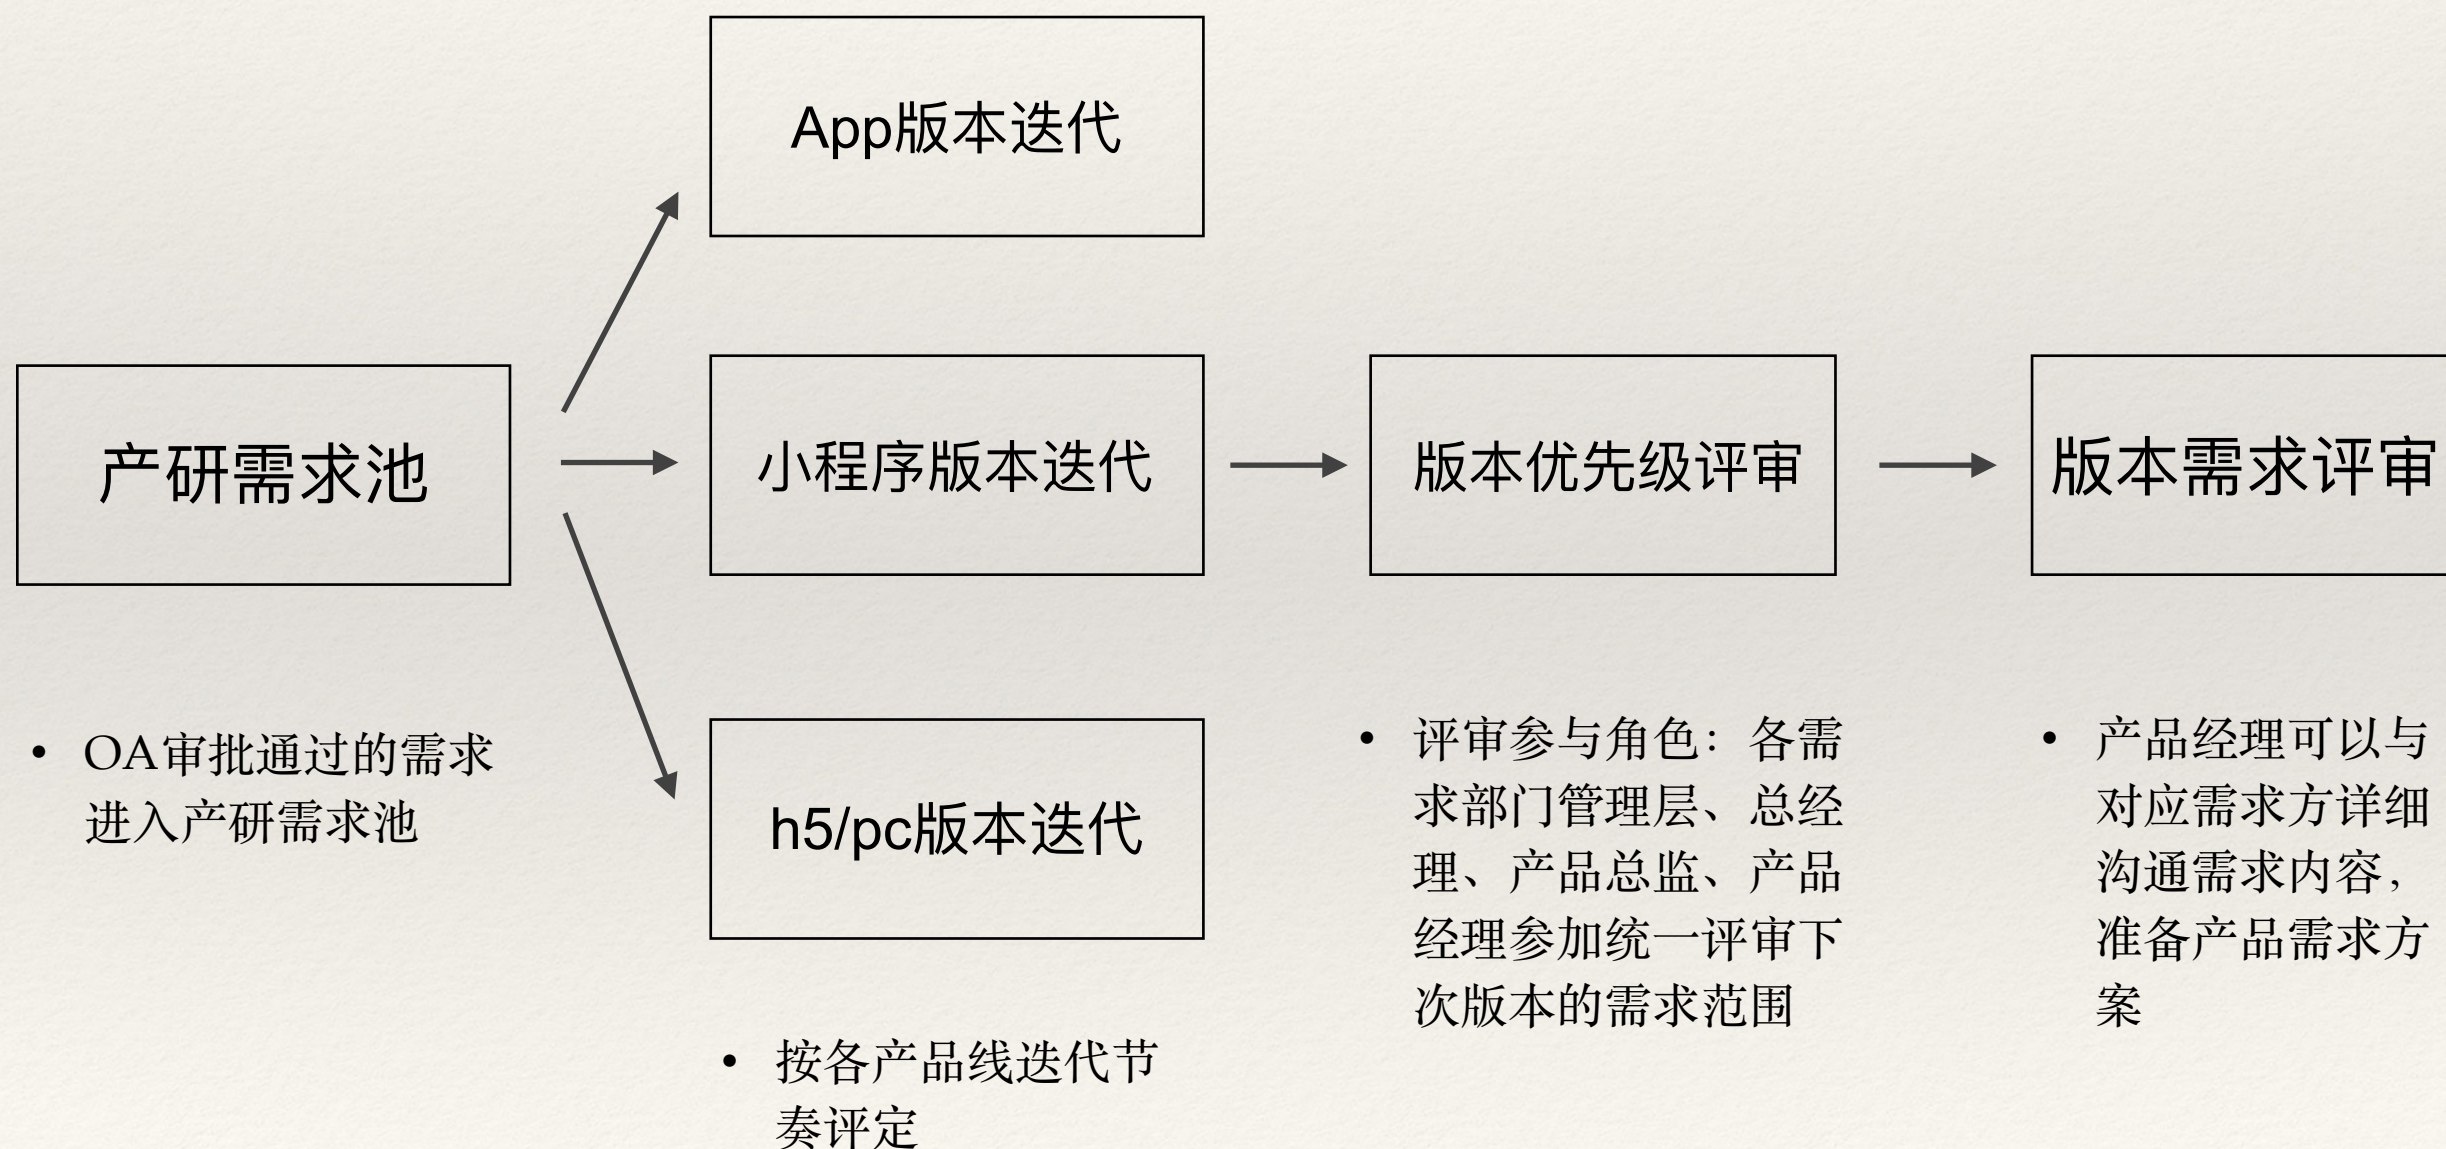 App版本迭代
产研需求池
小程序版本迭代
版本优先级评审
版本需求评审
h5/pc版本迭代
• OA审批通过的需求
进入产研需求池
• 按各产品线迭代节
奏评定
• 评审参与角色：各需
求部门管理层、总经
理、产品总监、产品
经理参加统一评审下
次版本的需求范围
• 产品经理可以与
对应需求方详细
沟通需求内容，
准备产品需求方
案